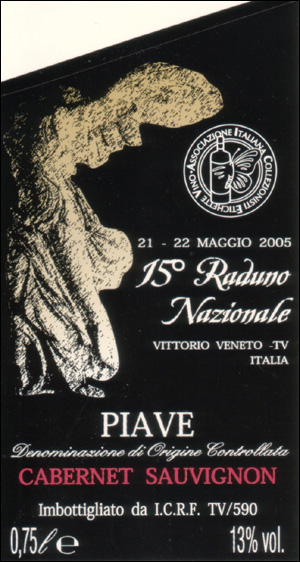 ASSOCIAZIONE ITALIANA COLLEZIONISTI ETICHETTE VINO
21 - 22 MAGGIO 2005
15º Raduno
Nazionale
VITTORIO VENETO -TV
ITALIA
PIAVE
Denominazione di Origine Controllata
CABERNET SAUVIGNON
Imbottigliato da I.C.R.F. TV/590
0,75 l e 13% vol.